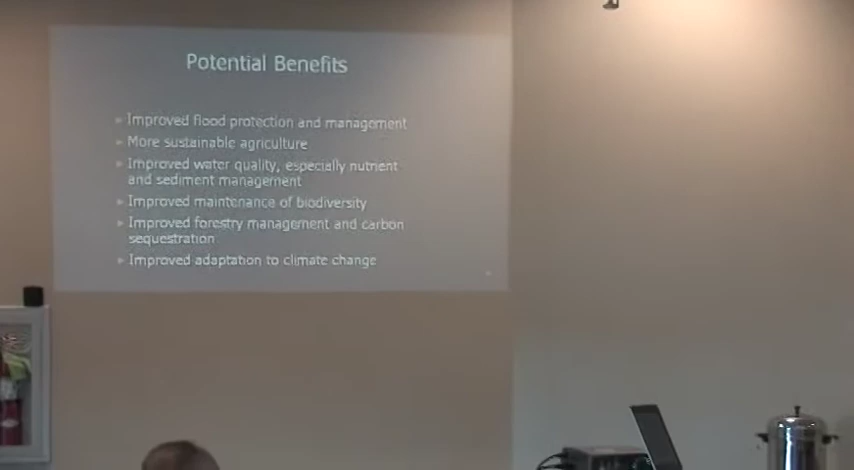 Potential Benefits
Improved flood protection and management
More sustainable agriculture
Improved water quality, especially nutrient
and sediment management
Improved maintenance of biodiversity
Improved forestry management and carbon
sequestration
Improved adaptation to climate change